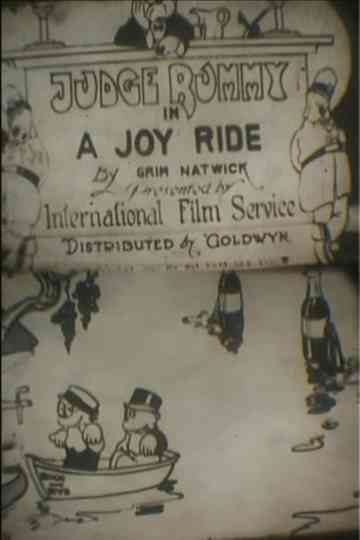 JUDGE RUMMY
IN
A JOY RIDE
By GRIM NATWICK
Presented by
International Film Service
DISTRIBUTED by GOLDWYN